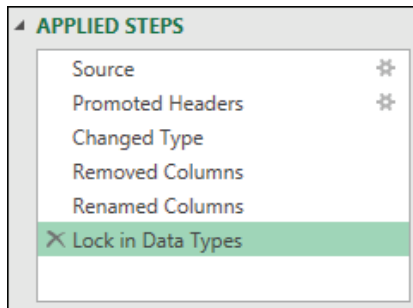 APPLIED STEPS
Source
Promoted Headers
Changed Type
Removed Columns
Renamed Columns
Lock in Data Types